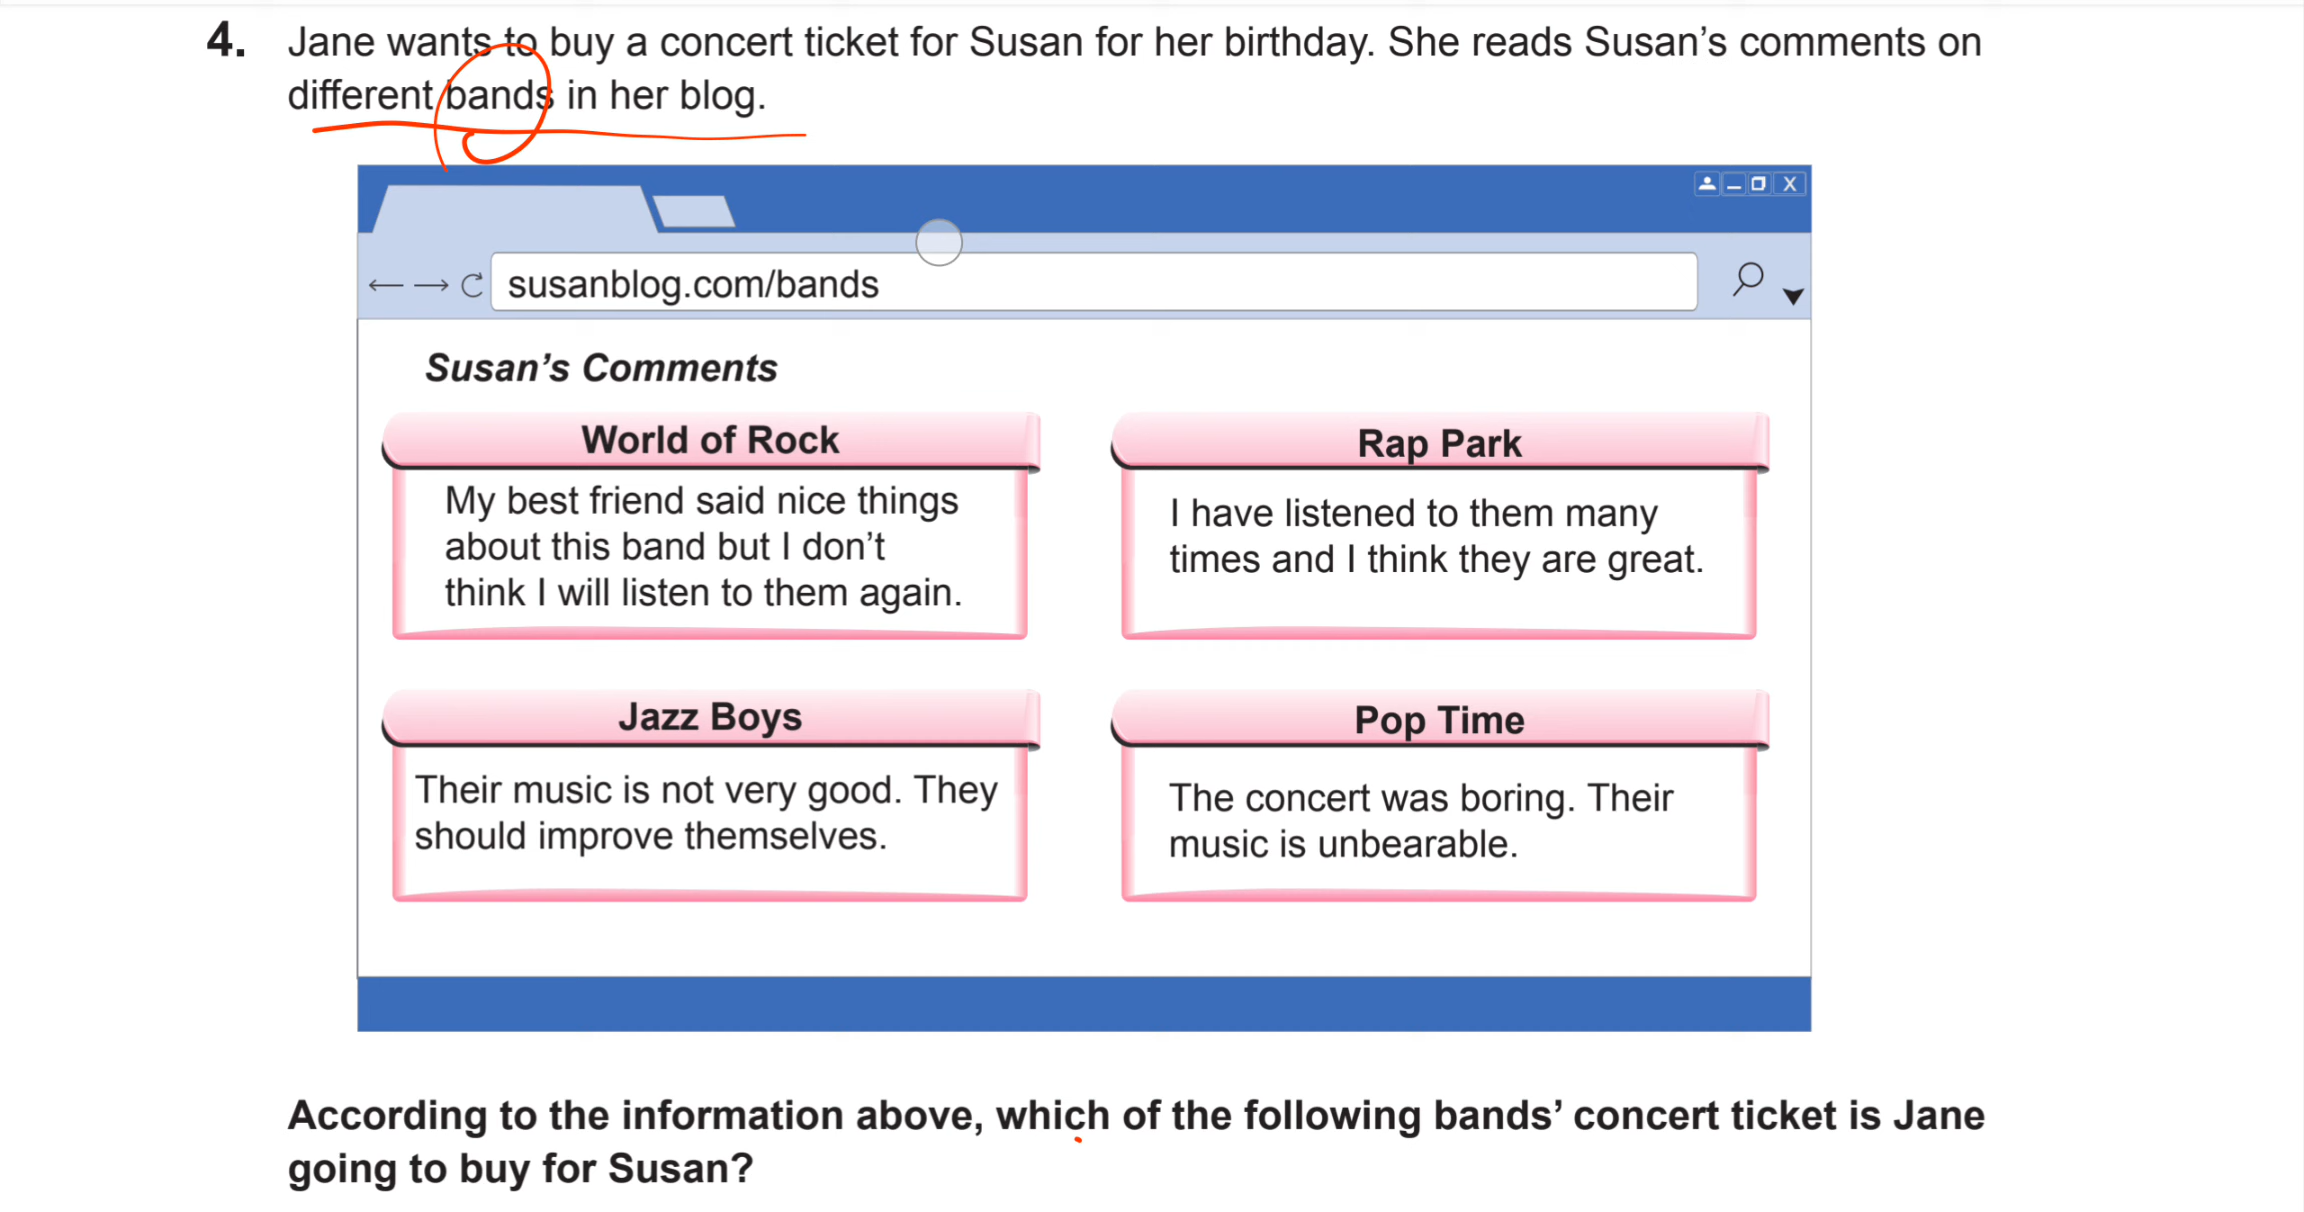 4. Jane wants to buy a concert ticket for Susan for her birthday. She reads Susan’s comments on
different bands in her blog.
X
susanblog.com/bands
Susan’s Comments
World of Rock
My best friend said nice things
about this band but I don’t
think I will listen to them again.
Rap Park
I have listened to them many
times and I think they are great.
Jazz Boys
Their music is not very good. They
should improve themselves.
Pop Time
The concert was boring. Their
music is unbearable.
According to the information above, which of the following bands’ concert ticket is Jane
going to buy for Susan?